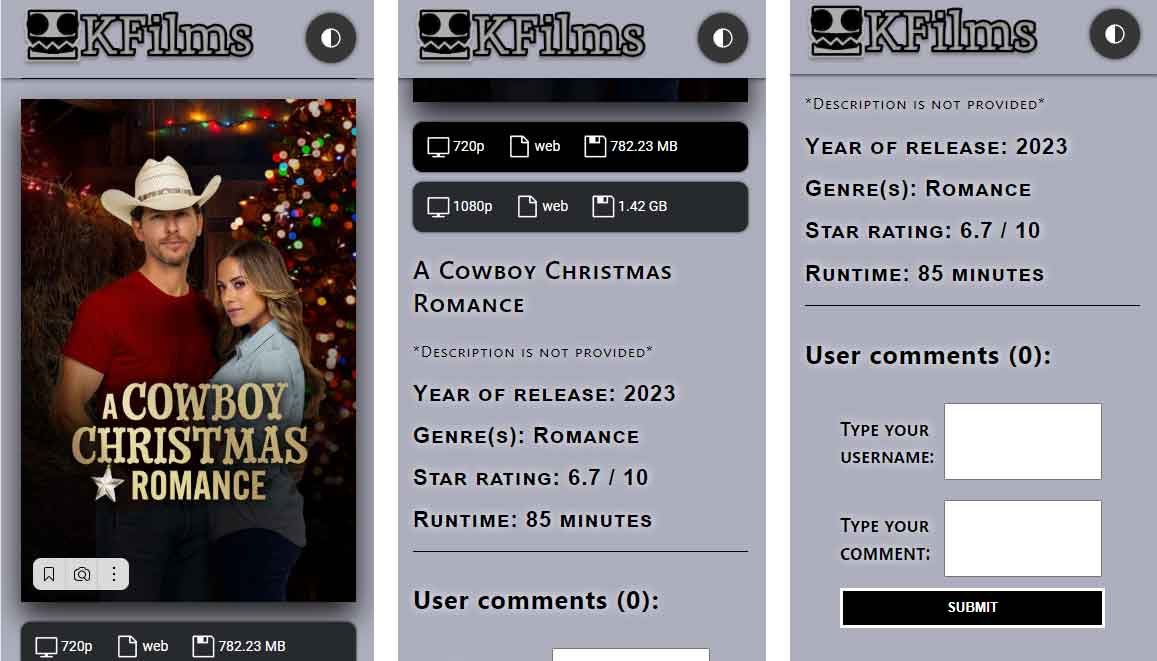 KFilms
A COWBOY
CHRISTMAS
ROMANCE
720p web 782.23 MB
KFilms
720p web 782.23 MB
1080p web 1.42 GB
A Cowboy Christmas
Romance
*Description is not provided*
Year of release: 2023
Genre(s): Romance
Star rating: 6.7 / 10
Runtime: 85 minutes
User comments (0):
KFilms
*Description is not provided*
Year of release: 2023
Genre(s): Romance
Star rating: 6.7 / 10
Runtime: 85 minutes
User comments (0):
Type your
username:
Type your
comment:
SUBMIT